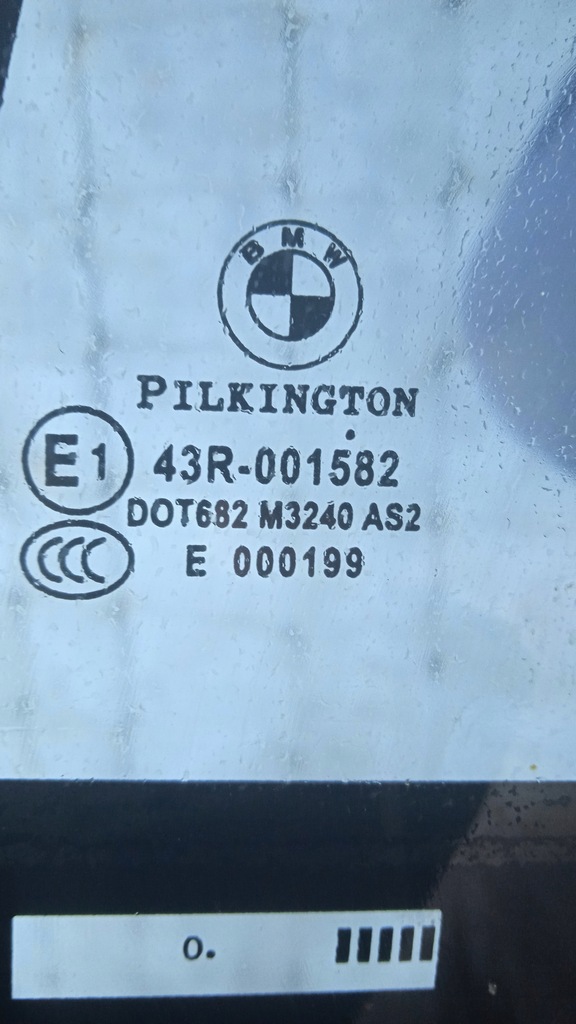 BMW
PILKINGTON
E1 43R-001582
DOT682 M3240 AS2
CCC E 000199
0.